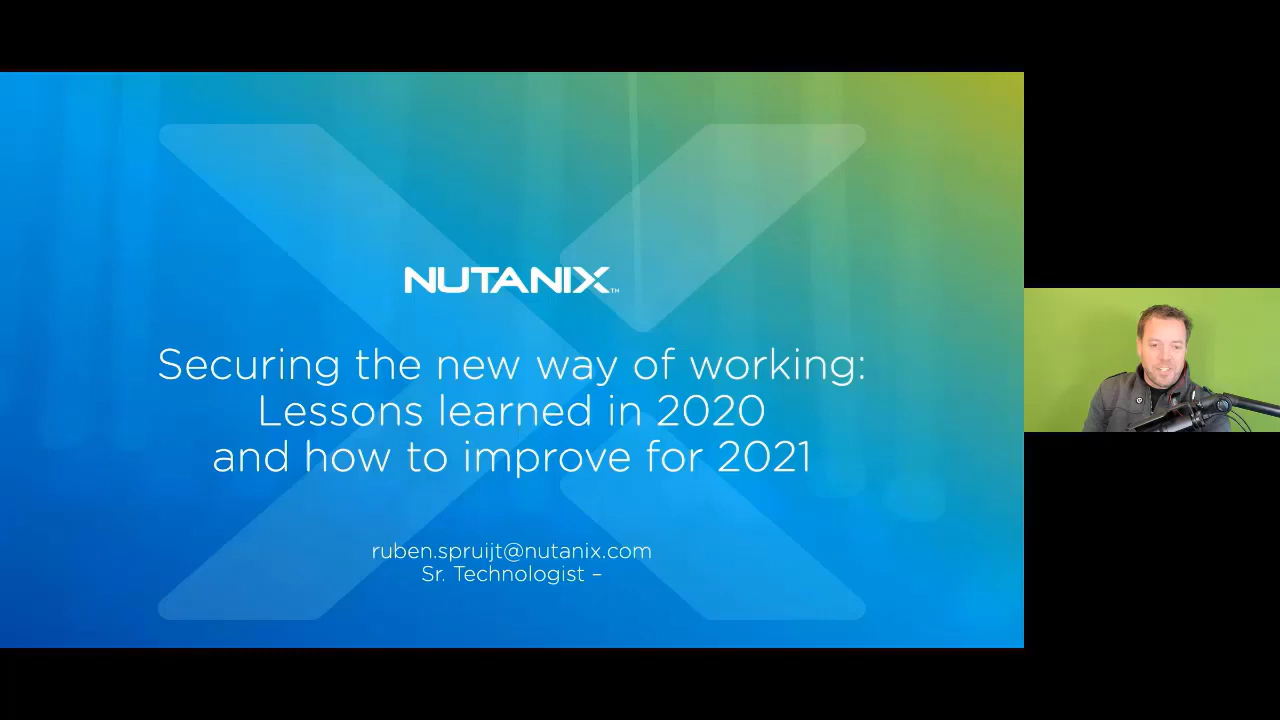 NUTANIX™
Securing the new way of working:
Lessons learned in 2020
and how to improve for 2021
ruben.spruijt@nutanix.com
Sr. Technologist –